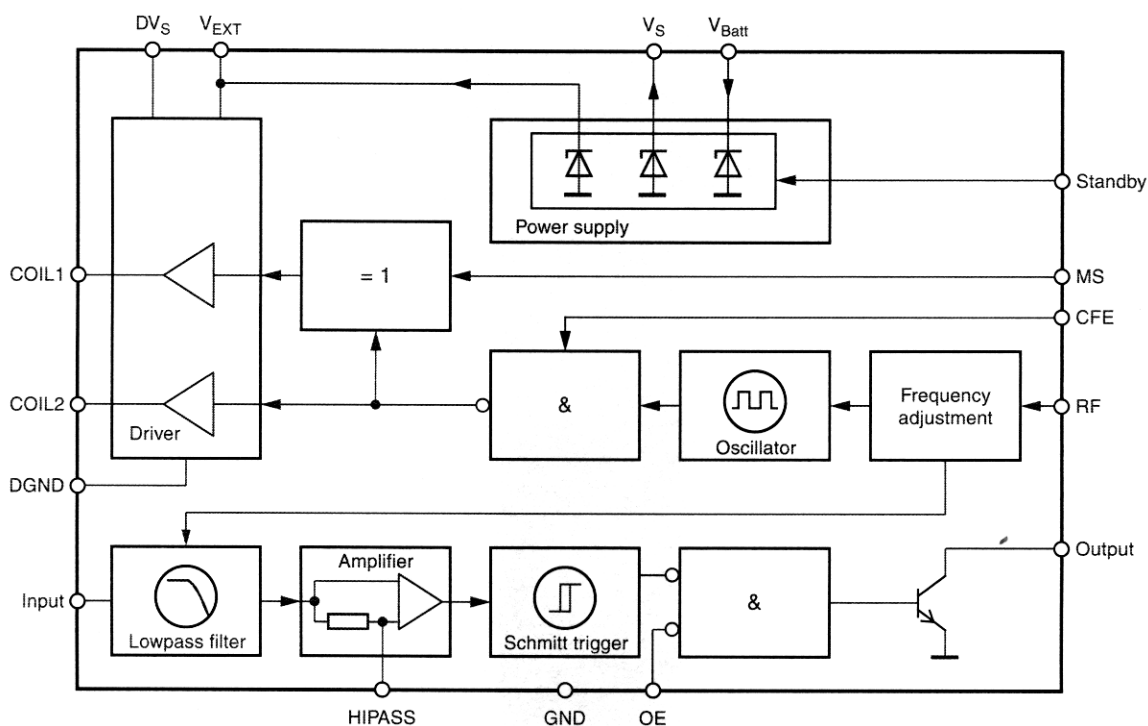 DVS VEXT VS VBatt
Standby
Power supply
COIL1
= 1
MS
CFE
COIL2
Driver
&
Oscillator
Frequency
adjustment
RF
DGND
Output
Input
Lowpass filter
Amplifier
Schmitt trigger
&
HIPASS GND OE